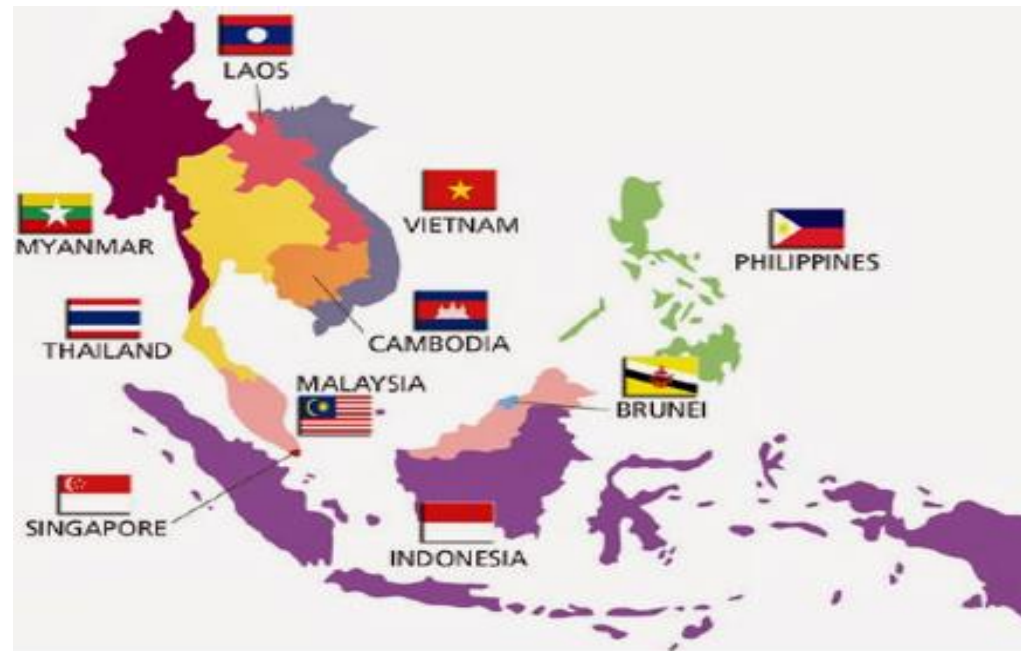 LAOS
VIETNAM
MYANMAR
PHILIPPINES
CAMBODIA
THAILAND
MALAYSIA
BRUNEI
SINGAPORE
INDONESIA